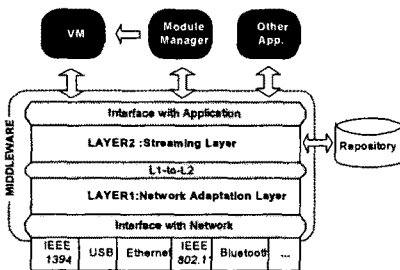 VM
Module
Manager
Other
App.
MIDDLEWARE
Interface with Application
LAYER2 :Streaming Layer
L1-to-L2
LAYER1:Network Adaptation Layer
Interface with Network
Repository
IEEE
1394
USB
Ethernet
IEEE
802.11
Bluetooth
...